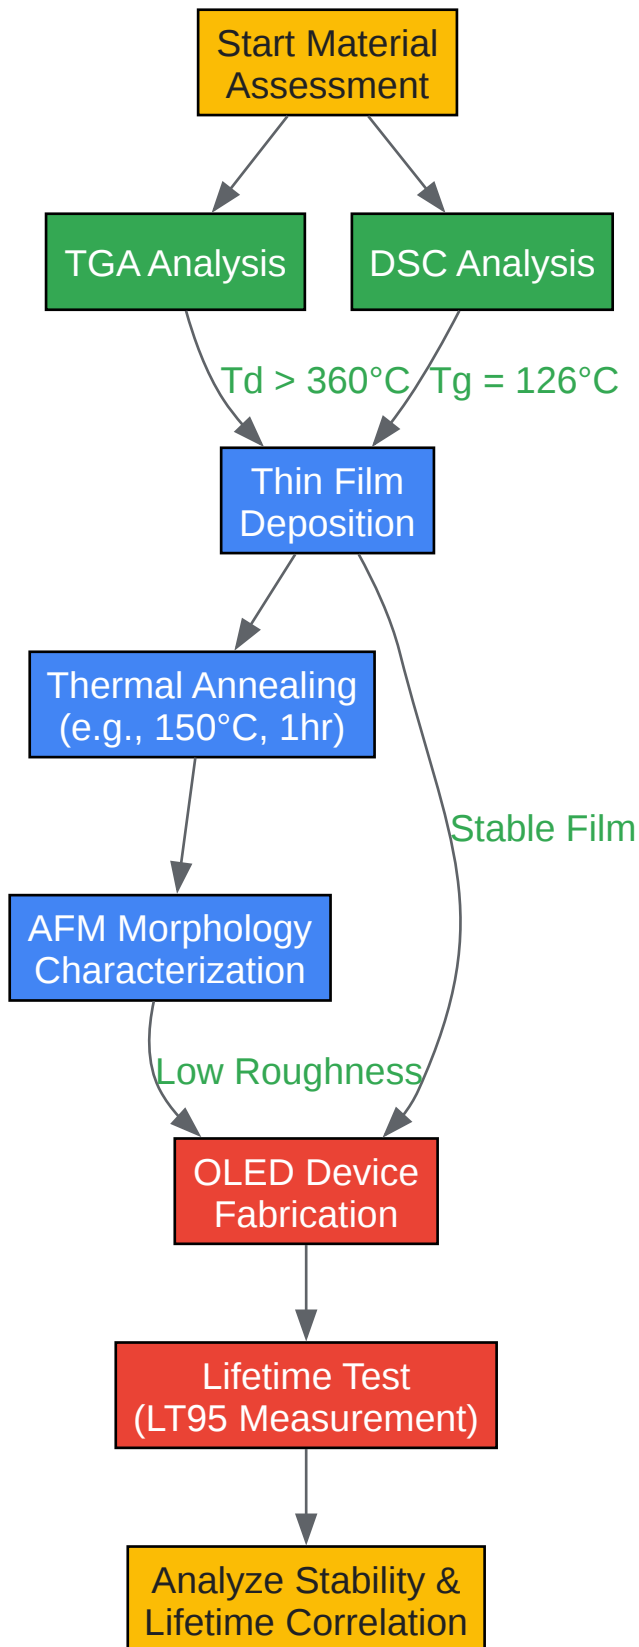 Start Material
Assessment
TGA Analysis
DSC Analysis
Td > 360°C
Tg = 126°C
Thin Film
Deposition
Thermal Annealing
(e.g., 150°C, 1hr)
Stable Film
AFM Morphology
Characterization
Low Roughness
OLED Device
Fabrication
Lifetime Test
(LT95 Measurement)
Analyze Stability &
Lifetime Correlation